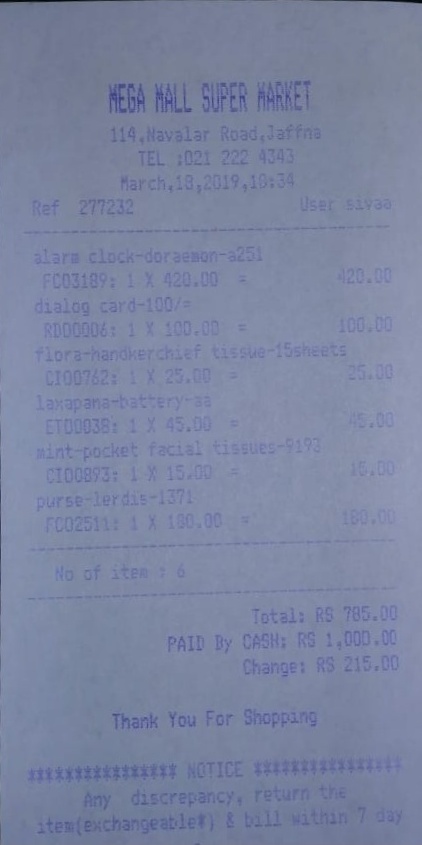 MEGA MALL SUPER MARKET
114,Navalar Road,Jaffna
TEL :021 222 4343
March,18,2019,18:34
Ref 277232 User sivaa
alarm clock-doraemon-a251
FC03189: 1 X 420.00 = 420.00
dialog card-100/=
RD00006: 1 X 100.00 = 100.00
flora-handkerchief tissue-15sheets
CI00762: 1 X 25.00 = 25.00
laxapana-battery-aa
ET00038: 1 X 45.00 = 45.00
mint-pocket facial tissues-9193
CI00893: 1 X 15.00 = 15.00
purse-lerdis-1371
FC02511: 1 X 180.00 = 180.00
No of item : 6
Total: RS 785.00
PAID By CASH: RS 1,000.00
Change: RS 215.00
Thank You For Shopping
**************** NOTICE ****************
Any discrepancy, return the
item(exchangeable*) & bill within 7 day